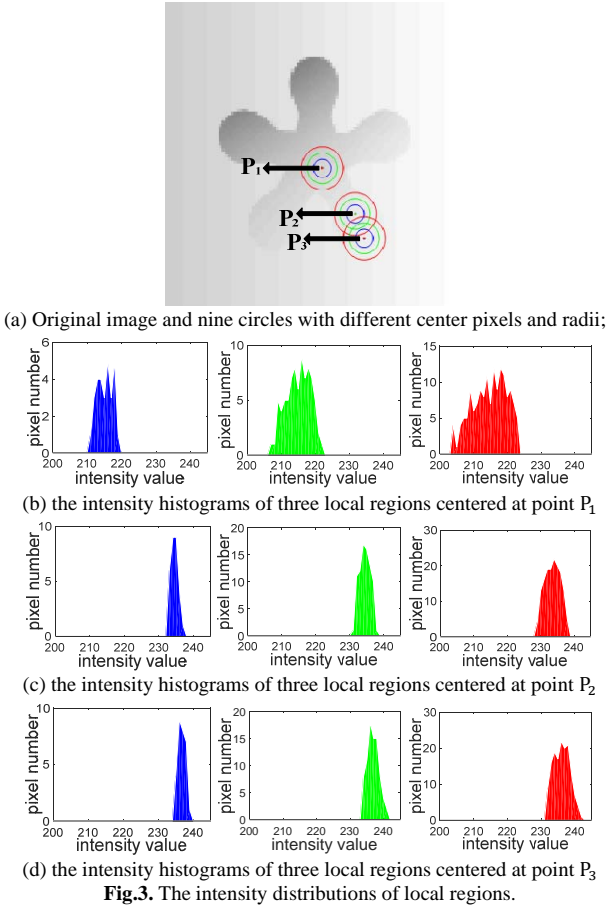 P₁
P₂
P₃
(a) Original image and nine circles with different center pixels and radii;
6
4
2
0
pixel number
200 210 220 230 240
intensity value
10
5
0
pixel number
200 210 220 230 240
intensity value
15
10
5
0
pixel number
200 210 220 230 240
intensity value
(b) the intensity histograms of three local regions centered at point P₁
10
5
0
pixel number
200 210 220 230 240
intensity value
20
15
10
5
0
pixel number
200 210 220 230 240
intensity value
30
20
10
0
pixel number
200 210 220 230 240
intensity value
(c) the intensity histograms of three local regions centered at point P₂
10
5
0
pixel number
200 210 220 230 240
intensity value
20
15
10
5
0
pixel number
200 210 220 230 240
intensity value
30
20
10
0
pixel number
200 210 220 230 240
intensity value
(d) the intensity histograms of three local regions centered at point P₃
Fig.3. The intensity distributions of local regions.